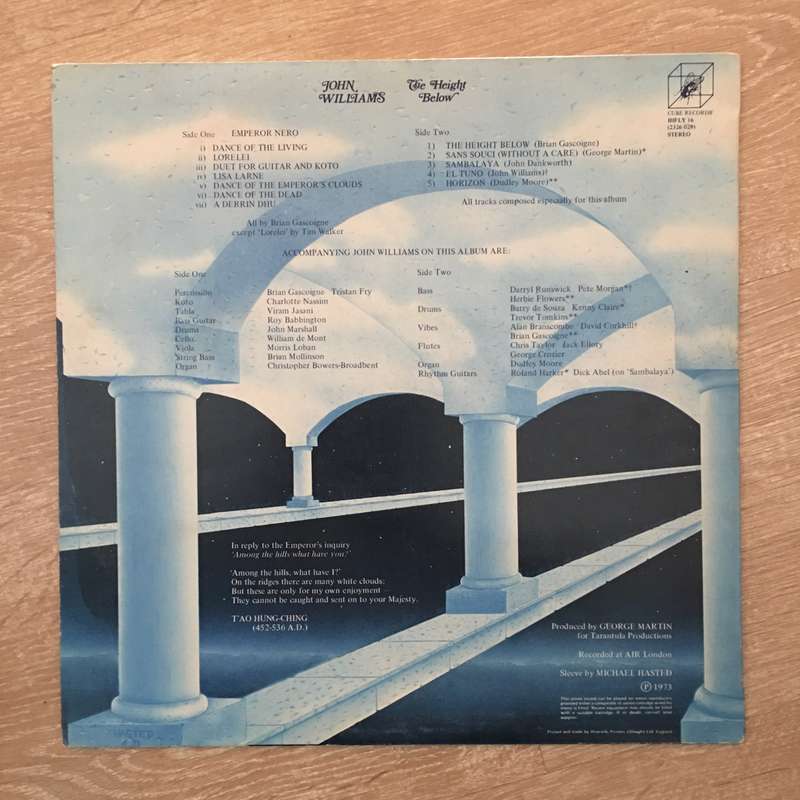 JOHN WILLIAMS The Height Below
CUBE RECORDS
HIFLY 16
(2326 029)
STEREO
Side One EMPEROR NERO
i) DANCE OF THE LIVING
ii) LORELEI
iii) DUET FOR GUITAR AND KOTO
iv) LISA LARNE
v) DANCE OF THE EMPEROR'S CLOUDS
vi) DANCE OF THE DEAD
vii) A DERRIN DHU
All by Brian Gascoigne
except 'Lorelei' by Tim Walker
Side Two
1) THE HEIGHT BELOW (Brian Gascoigne)
2) SANS SOUCI (WITHOUT A CARE) (George Martin)*
3) SAMBALAYA (John Dankworth)
4) EL TUNO (John Williams)†
5) HORIZON (Dudley Moore)**
All tracks composed especially for this album
ACCOMPANYING JOHN WILLIAMS ON THIS ALBUM ARE:
Side One
Percussion Brian Gascoigne Tristan Fry
Koto Charlotte Nassim
Tabla Viram Jasani
Bass Guitar Roy Babbington
Drums John Marshall
Cello William de Mont
Viola Morris Loban
String Bass Brian Mollinson
Organ Christopher Bowers-Broadbent
Side Two
Bass Darryl Runswick Pete Morgan*†
Herbie Flowers**
Drums Barry de Souza Kenny Clare*
Trevor Tomkins**
Vibes Alan Branscombe David Corkhill†
Brian Gascoigne**
Flutes Chris Taylor Jack Ellory
George Crozier
Organ Dudley Moore
Rhythm Guitars Roland Harker* Dick Abel (on 'Sambalaya')
In reply to the Emperor's inquiry
'Among the hills what have you?'
'Among the hills, what have I?'
On the ridges there are many white clouds;
But these are only for my own enjoyment —
They cannot be caught and sent on to your Majesty.
T'AO HUNG-CHING
(452-536 A.D.)
Produced by GEORGE MARTIN
for Tarantula Productions
Recorded at AIR London
Sleeve by MICHAEL HASTED
Ⓟ 1973
HASTED